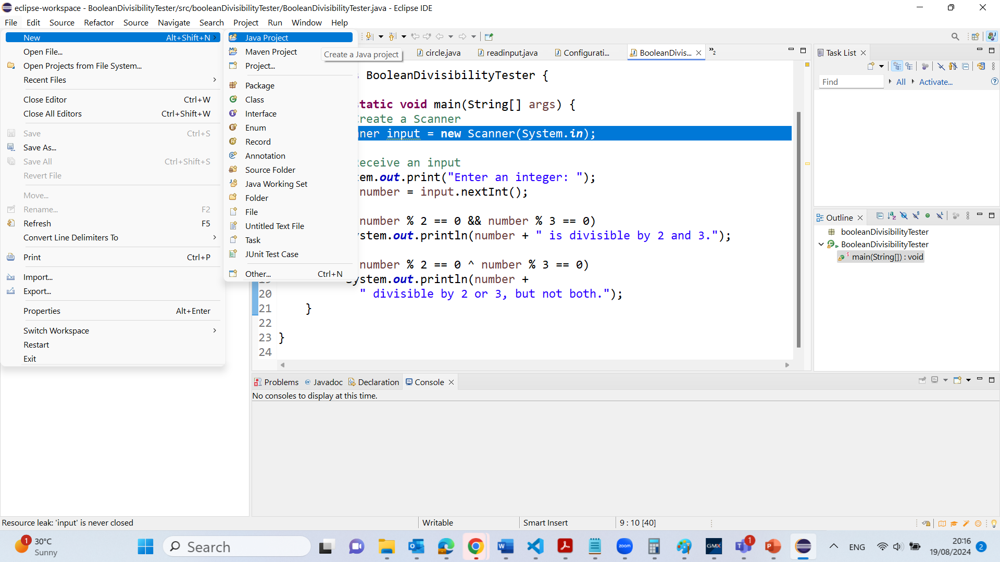 eclipse-workspace - BooleanDivisibilityTester/src/booleanDivisibilityTester/BooleanDivisibilityTester.java - Eclipse IDE
File Edit Source Refactor Source Navigate Search Project Run Window Help
New Alt+Shift+N
Open File...
Open Projects from File System...
Recent Files
Close Editor Ctrl+W
Close All Editors Ctrl+Shift+W
Save Ctrl+S
Save As...
Save All Ctrl+Shift+S
Revert File
Move...
Rename... F2
Refresh F5
Convert Line Delimiters To
Print Ctrl+P
Import...
Export...
Properties Alt+Enter
Switch Workspace
Restart
Exit
Java Project
Maven Project
Project...
Package
Class
Interface
Enum
Record
Annotation
Source Folder
Java Working Set
Folder
File
Untitled Text File
Task
JUnit Test Case
Other... Ctrl+N
Create a Java project
circle.java readinput.java Configurati... BooleanDivis... »2
BooleanDivisibilityTester {
static void main(String[] args) {
reate a Scanner
ner input = new Scanner(System.in);
eceive an input
em.out.print("Enter an integer: ");
number = input.nextInt();
number % 2 == 0 && number % 3 == 0)
ystem.out.println(number + " is divisible by 2 and 3.");
number % 2 == 0 ^ number % 3 == 0)
19 System.out.println(number +
20 " divisible by 2 or 3, but not both.");
21 }
22
23 }
24
Task List
Find All Activate...
Outline
booleanDivisibilityTester
BooleanDivisibilityTester
main(String[]) : void
Problems Javadoc Declaration Console
No consoles to display at this time.
Resource leak: 'input' is never closed Writable Smart Insert 9 : 10 [40]
1 30°C
Sunny
Search
zoom
GMX
1
ENG
20:16
19/08/2024
2